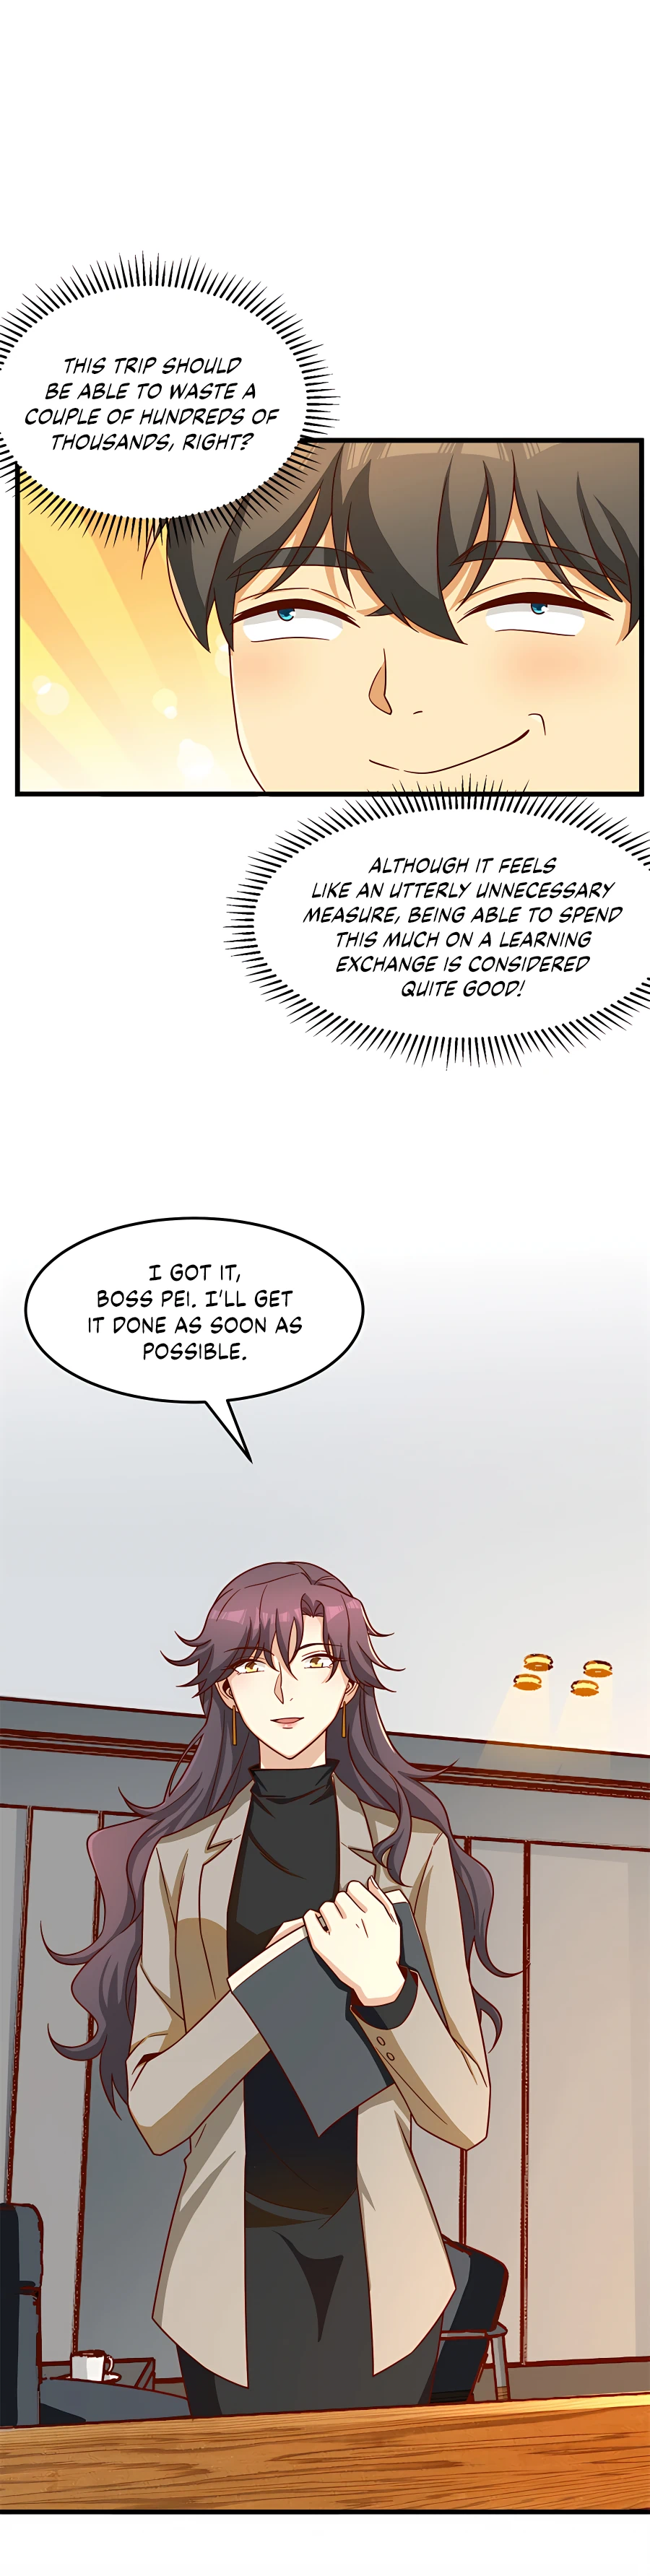 THIS TRIP SHOULD
BE ABLE TO WASTE A
COUPLE OF HUNDREDS OF
THOUSANDS, RIGHT?
ALTHOUGH IT FEELS
LIKE AN UTTERLY UNNECESSARY
MEASURE, BEING ABLE TO SPEND
THIS MUCH ON A LEARNING
EXCHANGE IS CONSIDERED
QUITE GOOD!
I GOT IT,
BOSS PEI. I'LL GET
IT DONE AS SOON AS
POSSIBLE.